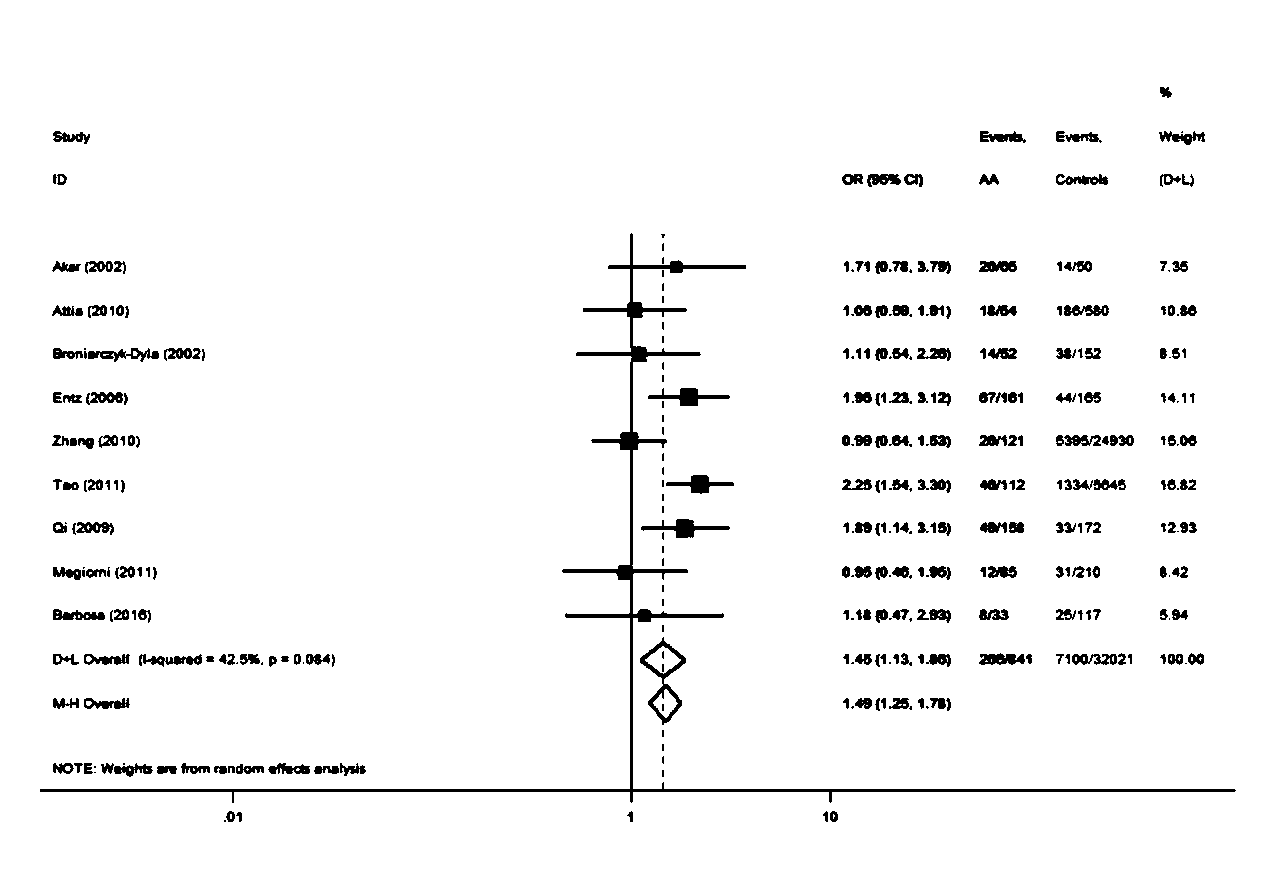 %
Study Events, Events, Weight
ID OR (95% CI) AA Controls (D+L)
Akar (2002) 1.71 (0.78, 3.79) 26/65 14/50 7.35
Attia (2010) 1.06 (0.59, 1.91) 18/54 186/580 10.86
Broniarczyk-Dyla (2002) 1.11 (0.54, 2.26) 14/52 38/152 8.51
Entz (2006) 1.96 (1.23, 3.12) 67/161 44/165 14.11
Zhang (2010) 0.99 (0.64, 1.53) 26/121 5395/24930 15.06
Tao (2011) 2.25 (1.54, 3.30) 46/112 1334/5645 16.82
Qi (2009) 1.89 (1.14, 3.15) 49/158 33/172 12.93
Megiorni (2011) 0.95 (0.46, 1.95) 12/85 31/210 8.42
Barbosa (2016) 1.18 (0.47, 2.93) 8/33 25/117 5.94
D+L Overall (I-squared = 42.5%, p = 0.084) 1.45 (1.13, 1.86) 266/841 7100/32021 100.00
M-H Overall 1.49 (1.25, 1.78)
NOTE: Weights are from random effects analysis
.01 1 10